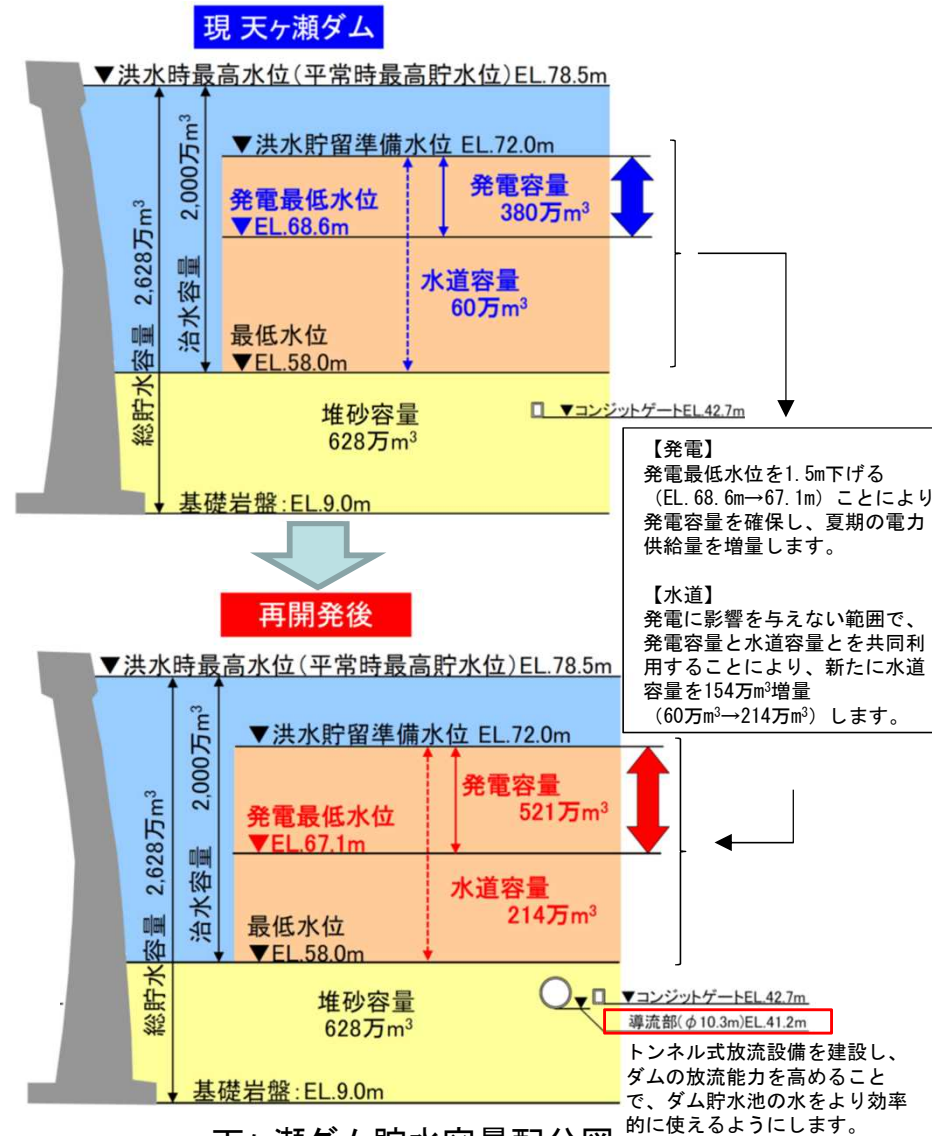 現 天ヶ瀬ダム
▼洪水時最高水位(平常時最高貯水位)EL.78.5m
▼洪水貯留準備水位 EL.72.0m
総貯水容量 2,628万m³
治水容量 2,000万m³
発電最低水位
▼EL.68.6m
発電容量
380万m³
水道容量
60万m³
最低水位
▼EL.58.0m
堆砂容量
628万m³
▼コンジットゲートEL.42.7m
基礎岩盤:EL.9.0m
【発電】
発電最低水位を1.5m下げる
(EL.68.6m→67.1m)ことにより
発電容量を確保し、夏期の電力
供給量を増量します。
【水道】
発電に影響を与えない範囲で、
発電容量と水道容量とを共同利
用することにより、新たに水道
容量を154万m³増量
(60万m³→214万m³)します。
再開発後
▼洪水時最高水位(平常時最高貯水位)EL.78.5m
▼洪水貯留準備水位 EL.72.0m
総貯水容量 2,628万m³
治水容量 2,000万m³
発電最低水位
▼EL.67.1m
発電容量
521万m³
水道容量
214万m³
最低水位
▼EL.58.0m
堆砂容量
628万m³
▼コンジットゲートEL.42.7m
導流部(φ10.3m)EL.41.2m
基礎岩盤:EL.9.0m
トンネル式放流設備を建設し、
ダムの放流能力を高めること
で、ダム貯水池の水をより効率
的に使えるようにします。
天ヶ瀬ダム貯水容量配分図